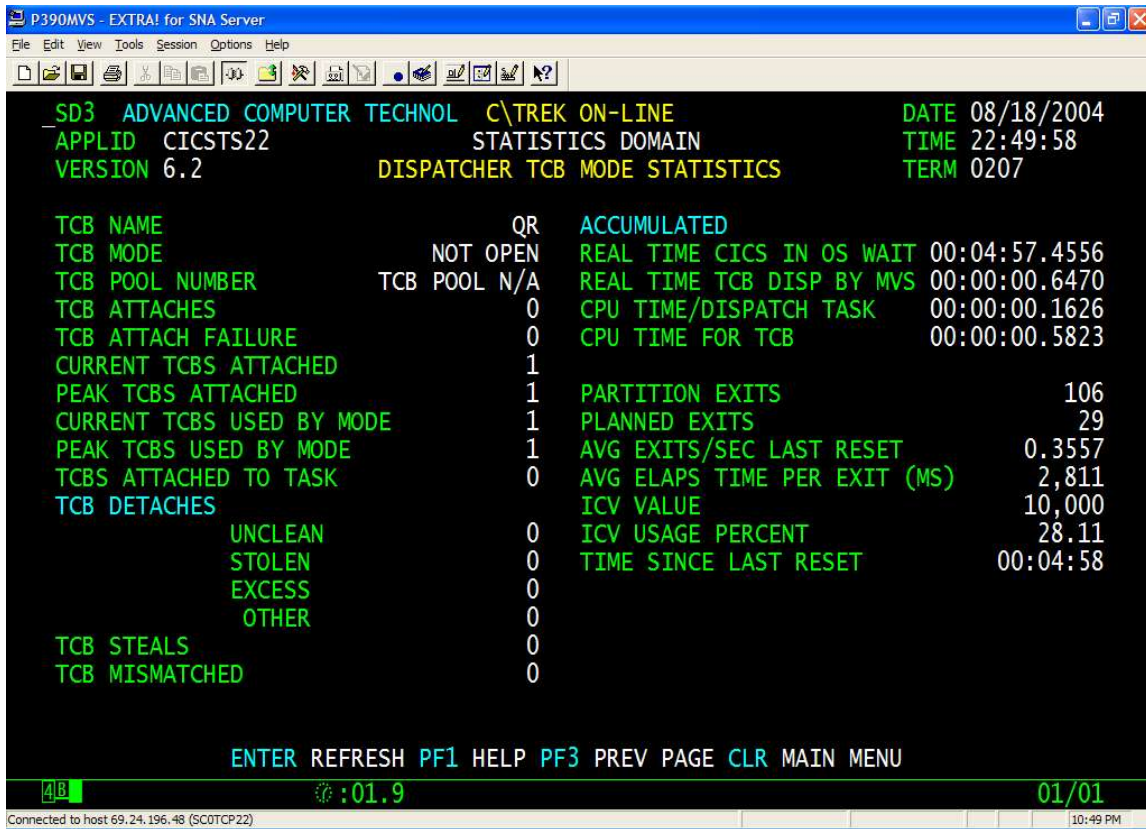 P390MVS - EXTRA! for SNA Server
File Edit View Tools Session Options Help
_SD3 ADVANCED COMPUTER TECHNOL C\TREK ON-LINE DATE 08/18/2004
APPLID CICSTS22 STATISTICS DOMAIN TIME 22:49:58
VERSION 6.2 DISPATCHER TCB MODE STATISTICS TERM 0207
TCB NAME QR ACCUMULATED
TCB MODE NOT OPEN REAL TIME CICS IN OS WAIT 00:04:57.4556
TCB POOL NUMBER TCB POOL N/A REAL TIME TCB DISP BY MVS 00:00:00.6470
TCB ATTACHES 0 CPU TIME/DISPATCH TASK 00:00:00.1626
TCB ATTACH FAILURE 0 CPU TIME FOR TCB 00:00:00.5823
CURRENT TCBS ATTACHED 1
PEAK TCBS ATTACHED 1 PARTITION EXITS 106
CURRENT TCBS USED BY MODE 1 PLANNED EXITS 29
PEAK TCBS USED BY MODE 1 AVG EXITS/SEC LAST RESET 0.3557
TCBS ATTACHED TO TASK 0 AVG ELAPS TIME PER EXIT (MS) 2,811
TCB DETACHES ICV VALUE 10,000
UNCLEAN 0 ICV USAGE PERCENT 28.11
STOLEN 0 TIME SINCE LAST RESET 00:04:58
EXCESS 0
OTHER 0
TCB STEALS 0
TCB MISMATCHED 0
ENTER REFRESH PF1 HELP PF3 PREV PAGE CLR MAIN MENU
4B :01.9 01/01
Connected to host 69.24.196.48 (SC0TCP22) 10:49 PM